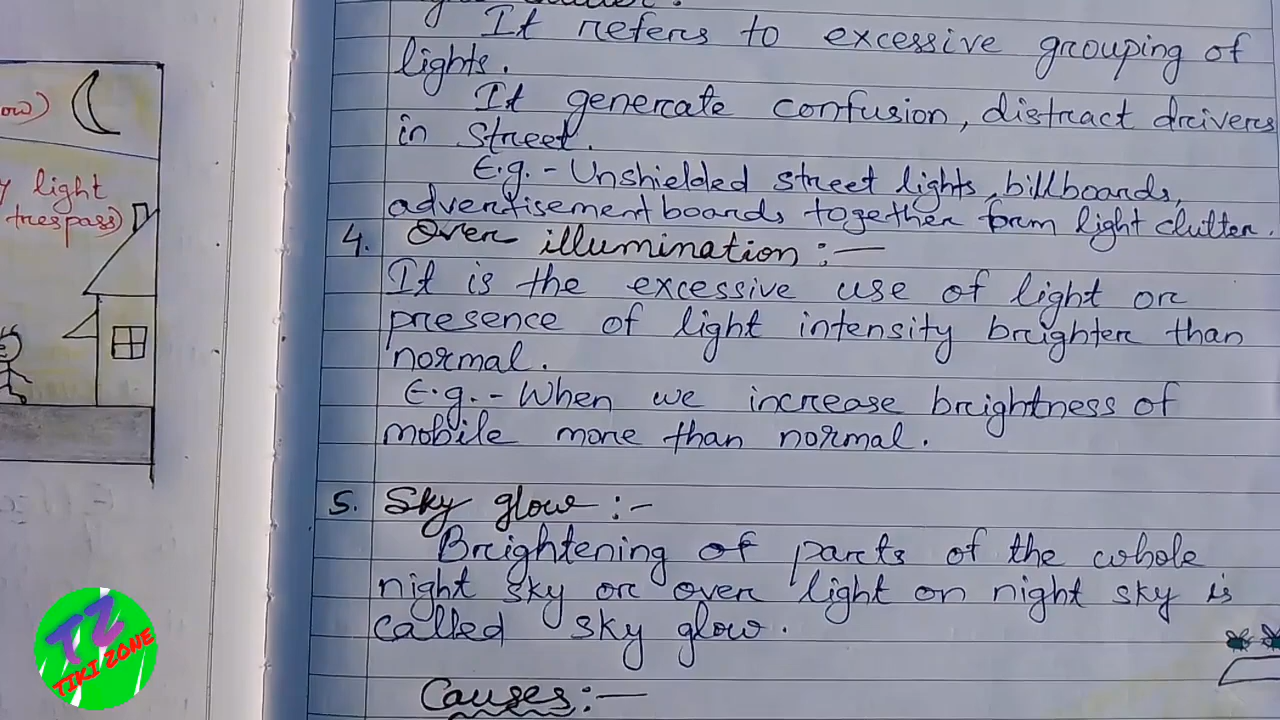 It refers to excessive grouping of
lights.
It generate confusion, distract drivers
in street.
E.g. - Unshielded street lights, billboards,
advertisement boards together form light clutter.
4. Over illumination :—
It is the excessive use of light or
presence of light intensity brighter than
normal.
E.g. - When we increase brightness of
mobile more than normal.
5. Sky glow :-
Brightening of parts of the whole
night sky or over light on night sky is
called sky glow.
Causes :—
light
trespass)
TZ
TIKI ZONE